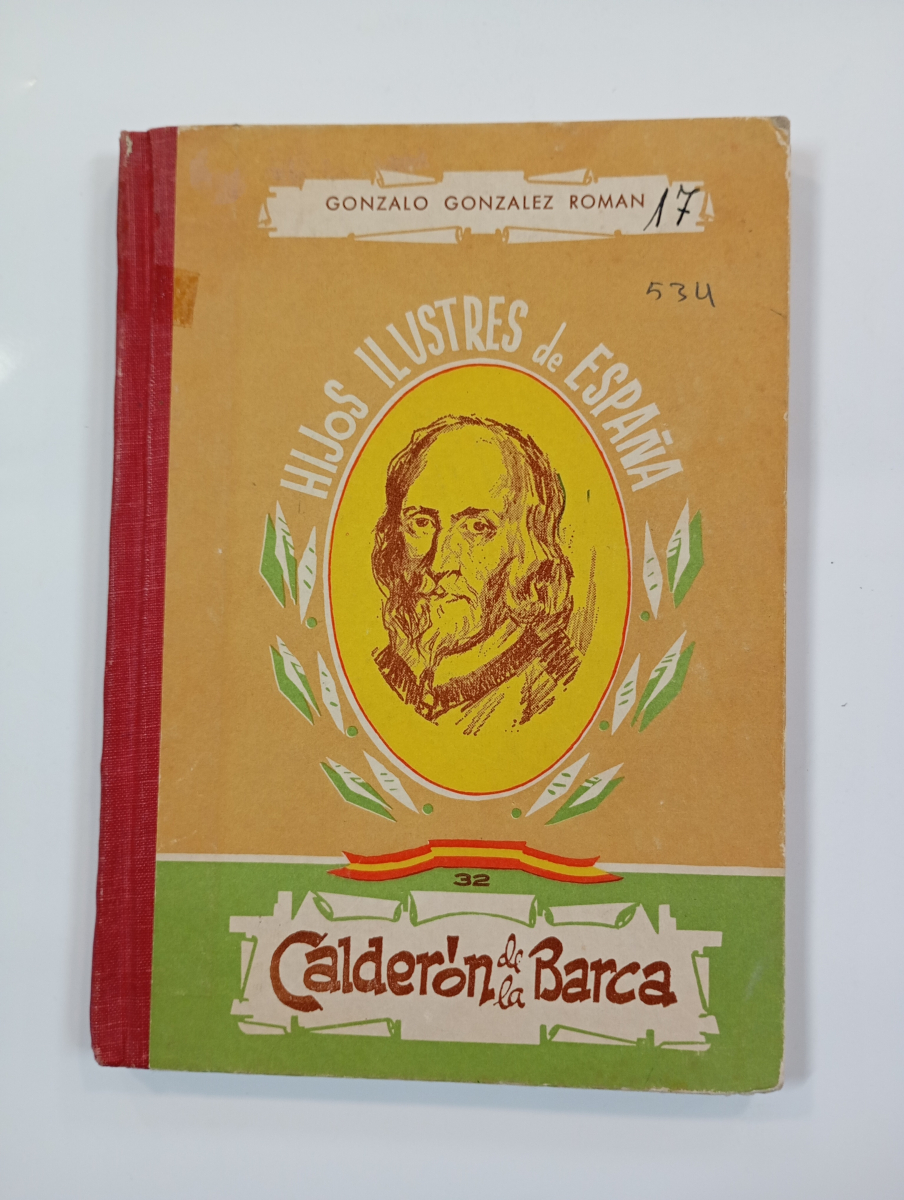 GONZALO GONZALEZ ROMAN 17
534
HIJOS ILUSTRES de ESPAÑA
32
Calderón de la Barca